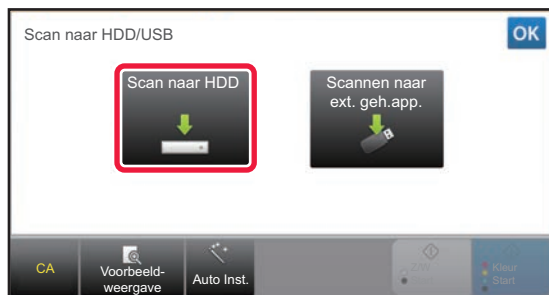 Scan naar HDD/USB
OK
Scan naar HDD
Scannen naar
ext. geh.app.
CA
Voorbeeld-
weergave
Auto Inst.
Z/W
Kleur
Start